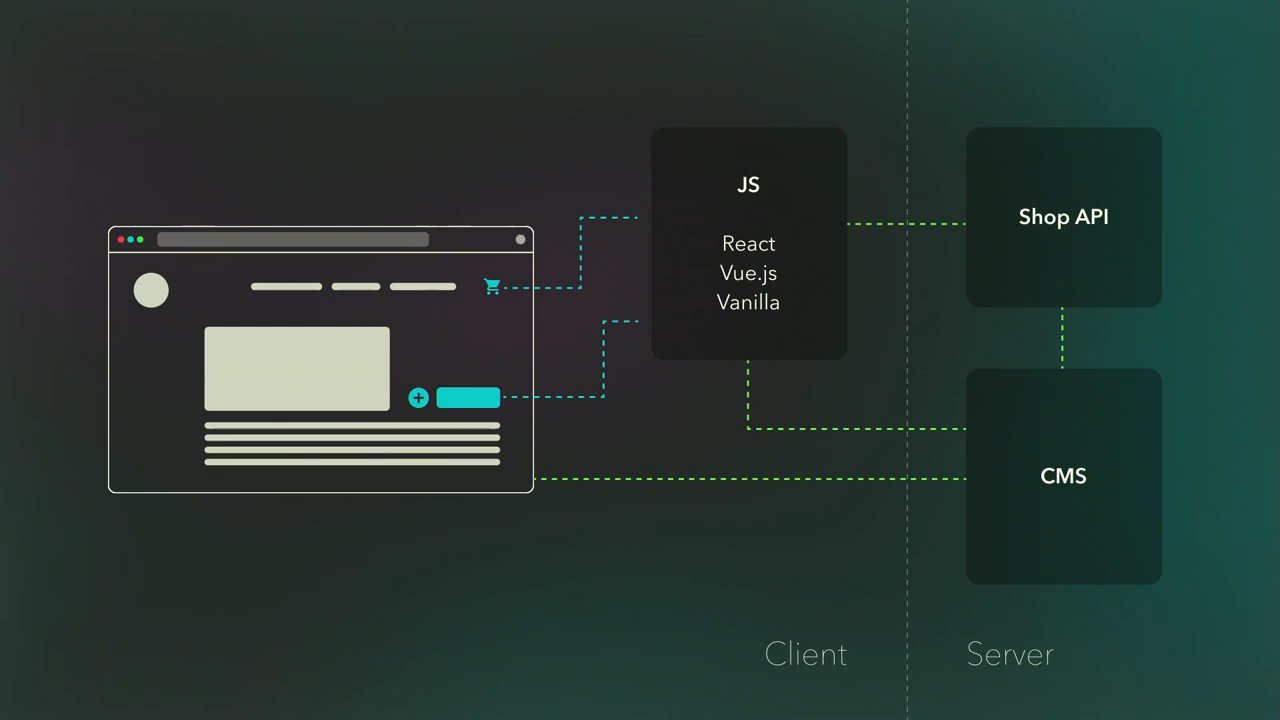 JS
React
Vue.js
Vanilla
Shop API
CMS
Client
Server